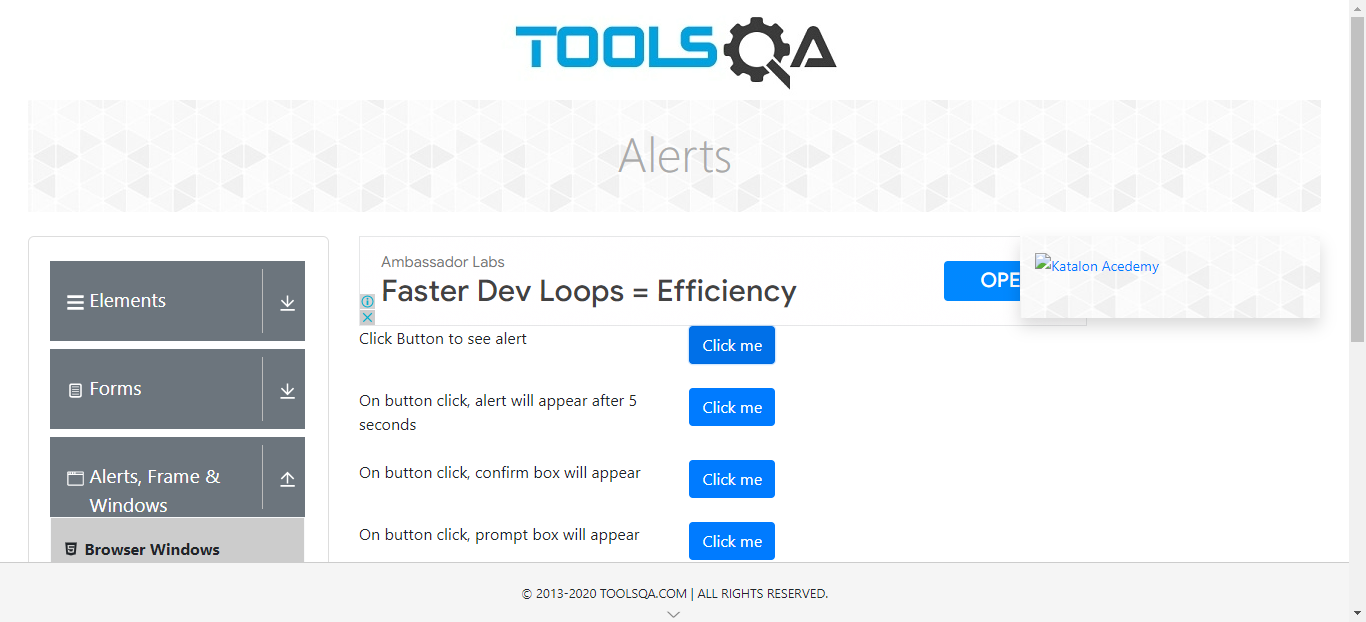 TOOLSQA
Alerts
Elements
Forms
Alerts, Frame &
Windows
Browser Windows
Ambassador Labs
Faster Dev Loops = Efficiency
OPE
Katalon Acedemy
Click Button to see alert
Click me
On button click, alert will appear after 5
seconds
Click me
On button click, confirm box will appear
Click me
On button click, prompt box will appear
Click me
© 2013-2020 TOOLSQA.COM | ALL RIGHTS RESERVED.